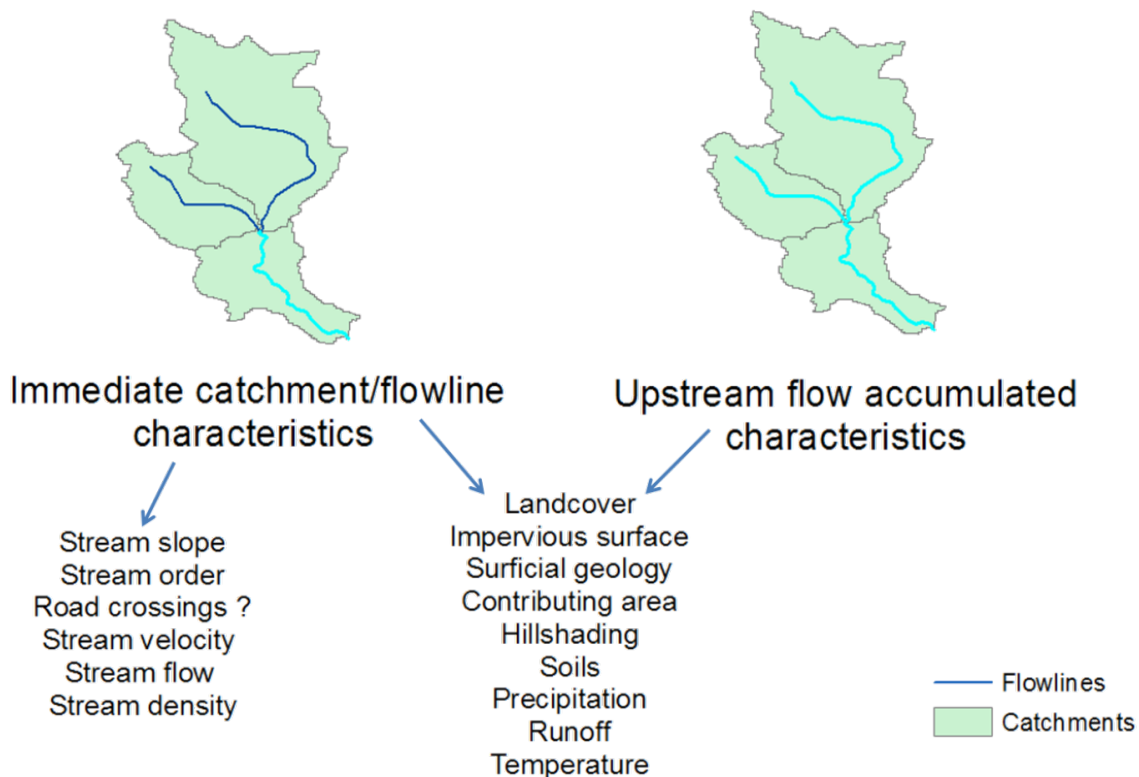 Immediate catchment/flowline
characteristics
Upstream flow accumulated
characteristics
Stream slope
Stream order
Road crossings ?
Stream velocity
Stream flow
Stream density
Landcover
Impervious surface
Surficial geology
Contributing area
Hillshading
Soils
Precipitation
Runoff
Temperature
Flowlines
Catchments